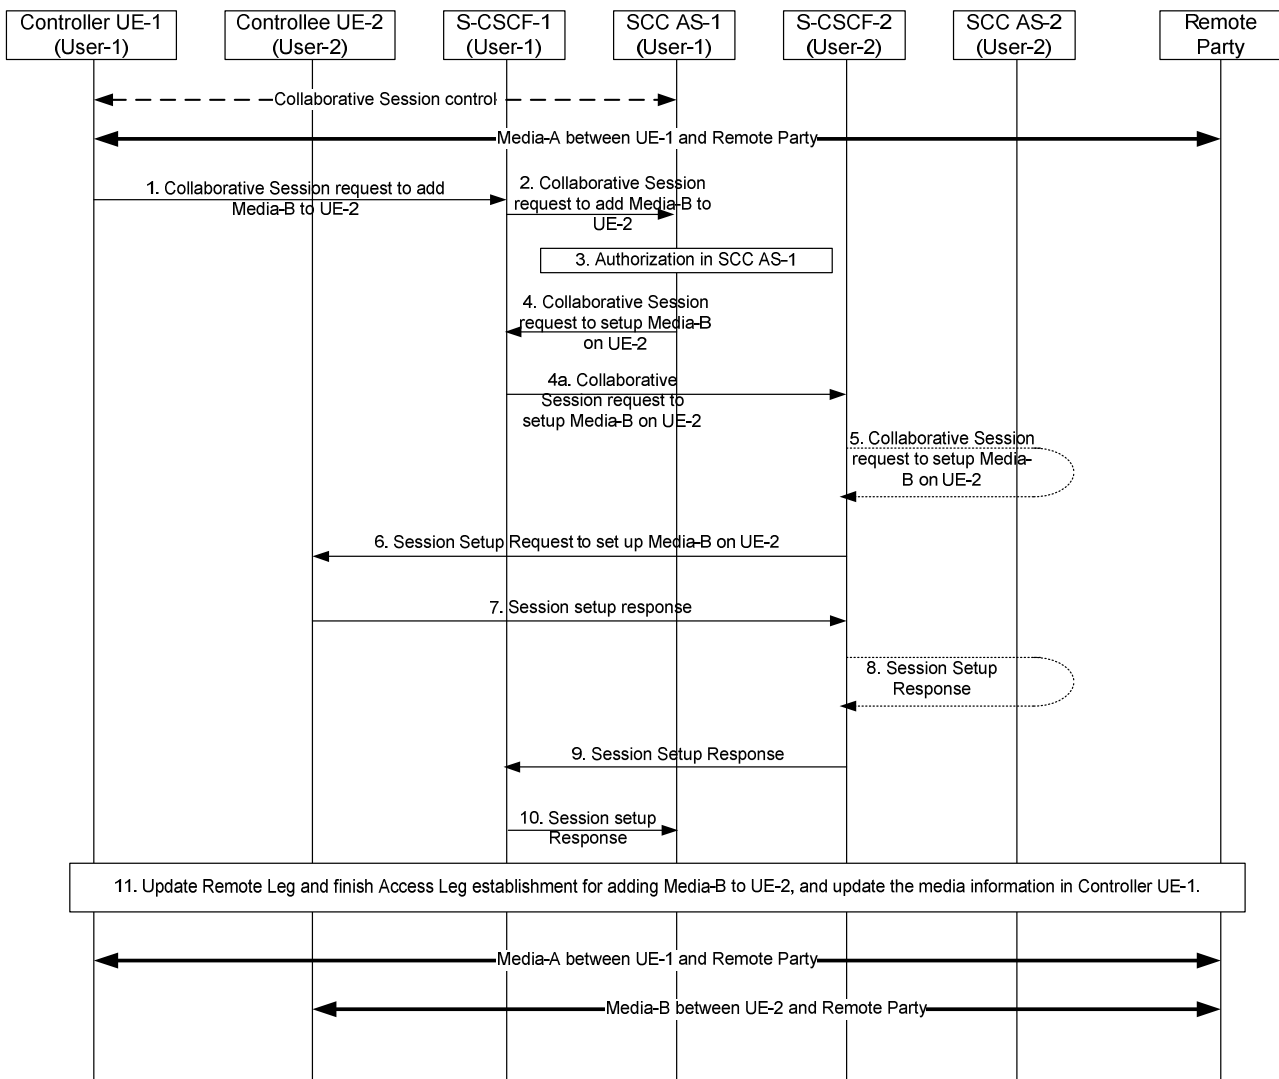 Controller UE-1
(User-1)
Controllee UE-2
(User-2)
S-CSCF-1
(User-1)
SCC AS-1
(User-1)
S-CSCF-2
(User-2)
SCC AS-2
(User-2)
Remote
Party
Collaborative Session control
Media-A between UE-1 and Remote Party
1. Collaborative Session request to add
Media-B to UE-2
2. Collaborative Session
request to add Media-B to
UE-2
3. Authorization in SCC AS-1
4. Collaborative Session
request to setup Media-B
on UE-2
4a. Collaborative
Session request to
setup Media-B on UE-2
5. Collaborative Session
request to setup Media-
B on UE-2
6. Session Setup Request to set up Media-B on UE-2
7. Session setup response
8. Session Setup
Response
9. Session Setup Response
10. Session setup
Response
11. Update Remote Leg and finish Access Leg establishment for adding Media-B to UE-2, and update the media information in Controller UE-1.
Media-A between UE-1 and Remote Party
Media-B between UE-2 and Remote Party